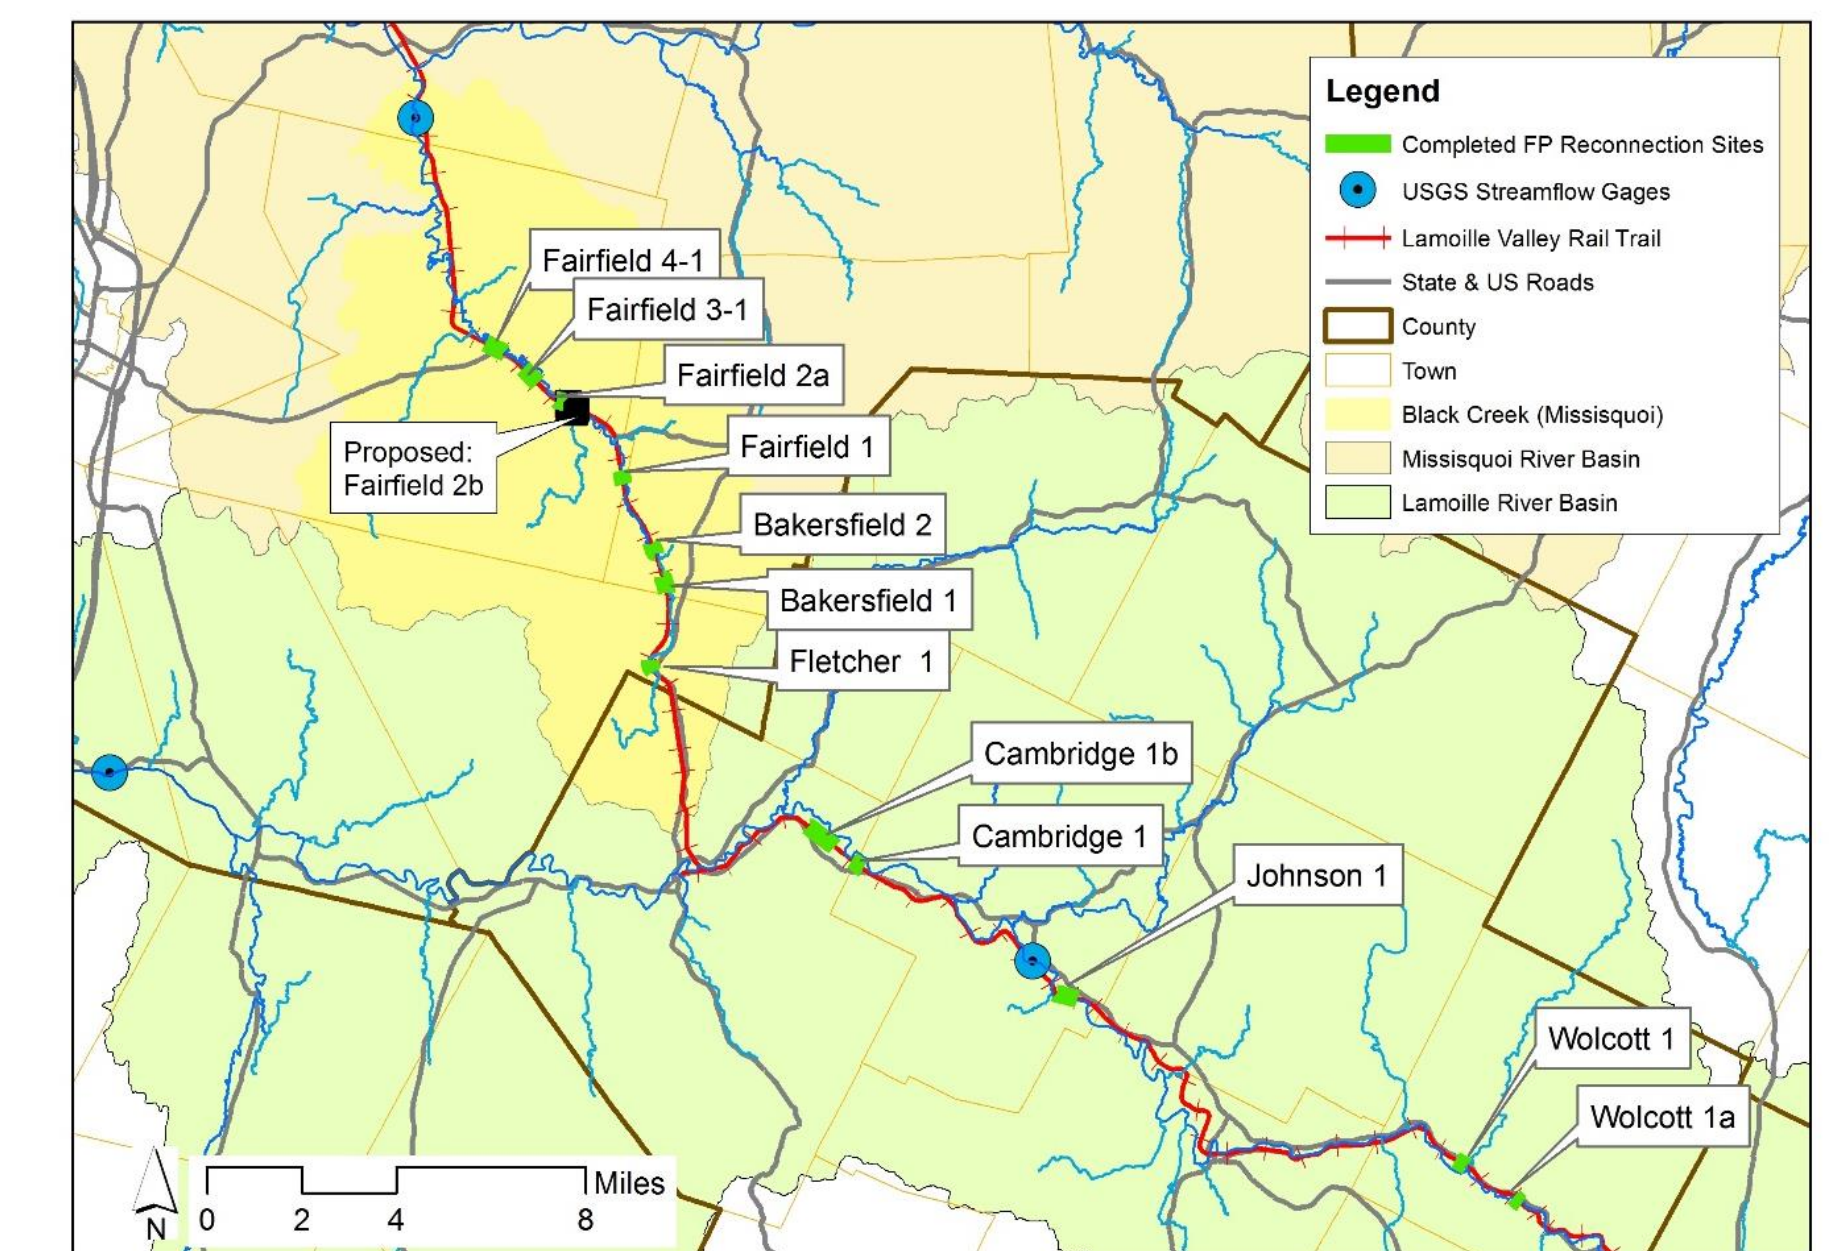 Legend
Completed FP Reconnection Sites
USGS Streamflow Gages
Lamoille Valley Rail Trail
State & US Roads
County
Town
Black Creek (Missisquoi)
Missisquoi River Basin
Lamoille River Basin
Fairfield 4-1
Fairfield 3-1
Fairfield 2a
Proposed:
Fairfield 2b
Fairfield 1
Bakersfield 2
Bakersfield 1
Fletcher 1
Cambridge 1b
Cambridge 1
Johnson 1
Wolcott 1
Wolcott 1a
N
Miles
0 2 4 8